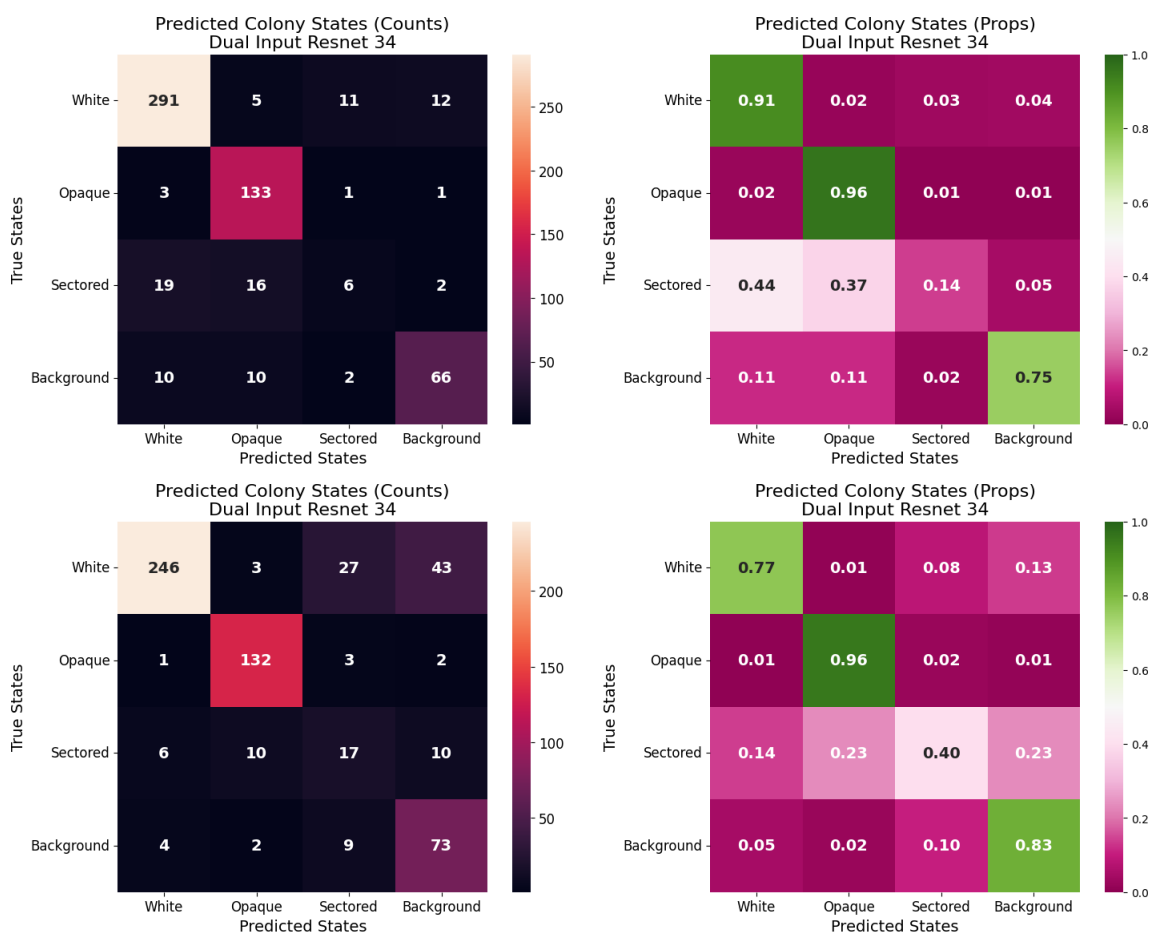 Predicted Colony States (Counts)
Dual Input Resnet 34
True States
White
Opaque
Sectored
Background
291 5 11 12
3 133 1 1
19 16 6 2
10 10 2 66
White Opaque Sectored Background
Predicted States
250
200
150
100
50
Predicted Colony States (Props)
Dual Input Resnet 34
True States
White
Opaque
Sectored
Background
0.91 0.02 0.03 0.04
0.02 0.96 0.01 0.01
0.44 0.37 0.14 0.05
0.11 0.11 0.02 0.75
White Opaque Sectored Background
Predicted States
1.0
0.8
0.6
0.4
0.2
0.0
Predicted Colony States (Counts)
Dual Input Resnet 34
True States
White
Opaque
Sectored
Background
246 3 27 43
1 132 3 2
6 10 17 10
4 2 9 73
White Opaque Sectored Background
Predicted States
200
150
100
50
Predicted Colony States (Props)
Dual Input Resnet 34
True States
White
Opaque
Sectored
Background
0.77 0.01 0.08 0.13
0.01 0.96 0.02 0.01
0.14 0.23 0.40 0.23
0.05 0.02 0.10 0.83
White Opaque Sectored Background
Predicted States
1.0
0.8
0.6
0.4
0.2
0.0